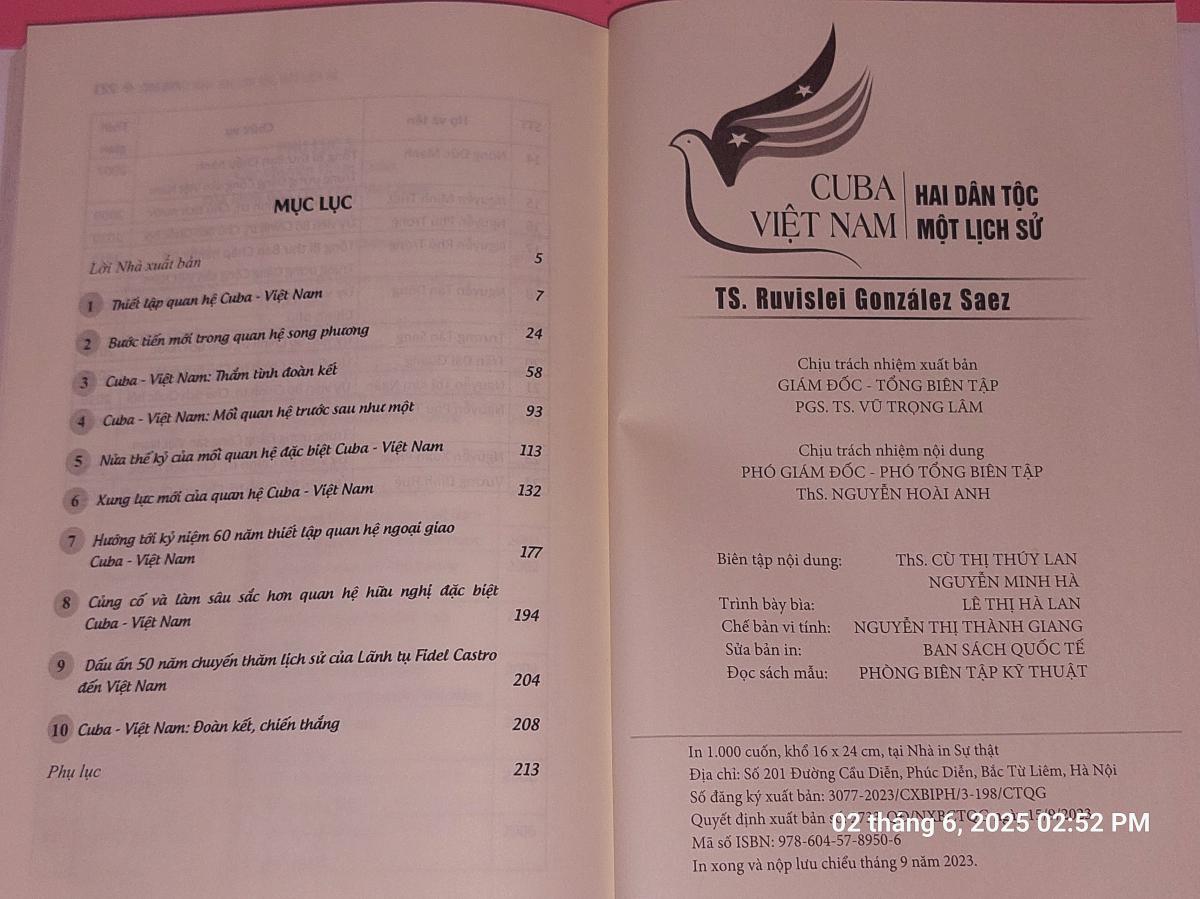 MỤC LỤC
Lời Nhà xuất bản 5
1 Thiết lập quan hệ Cuba - Việt Nam 7
2 Bước tiến mới trong quan hệ song phương 24
3 Cuba - Việt Nam: Thắm tình đoàn kết 58
4 Cuba - Việt Nam: Mối quan hệ trước sau như một 93
5 Nửa thế kỷ của mối quan hệ đặc biệt Cuba - Việt Nam 113
6 Xung lực mới của quan hệ Cuba - Việt Nam 132
7 Hướng tới kỷ niệm 60 năm thiết lập quan hệ ngoại giao
Cuba - Việt Nam 177
8 Củng cố và làm sâu sắc hơn quan hệ hữu nghị đặc biệt
Cuba - Việt Nam 194
9 Dấu ấn 50 năm chuyến thăm lịch sử của Lãnh tụ Fidel Castro
đến Việt Nam 204
10 Cuba - Việt Nam: Đoàn kết, chiến thắng 208
Phụ lục 213
CUBA HAI DÂN TỘC
VIỆT NAM MỘT LỊCH SỬ
TS. Ruvislei González Saez
Chịu trách nhiệm xuất bản
GIÁM ĐỐC - TỔNG BIÊN TẬP
PGS. TS. VŨ TRỌNG LÂM
Chịu trách nhiệm nội dung
PHÓ GIÁM ĐỐC - PHÓ TỔNG BIÊN TẬP
ThS. NGUYỄN HOÀI ANH
Biên tập nội dung: ThS. CÙ THỊ THÚY LAN
NGUYỄN MINH HÀ
Trình bày bìa: LÊ THỊ HÀ LAN
Chế bản vi tính: NGUYỄN THỊ THÀNH GIANG
Sửa bản in: BAN SÁCH QUỐC TẾ
Đọc sách mẫu: PHÒNG BIÊN TẬP KỸ THUẬT
In 1.000 cuốn, khổ 16 x 24 cm, tại Nhà in Sự thật
Địa chỉ: Số 201 Đường Cầu Diễn, Phúc Diễn, Bắc Từ Liêm, Hà Nội
Số đăng ký xuất bản: 3077-2023/CXBIPH/3-198/CTQG
Quyết định xuất bản
02 tháng 6, 2025 02:52 PM
Mã số ISBN: 978-604-57-8950-6
In xong và nộp lưu chiểu tháng 9 năm 2023.